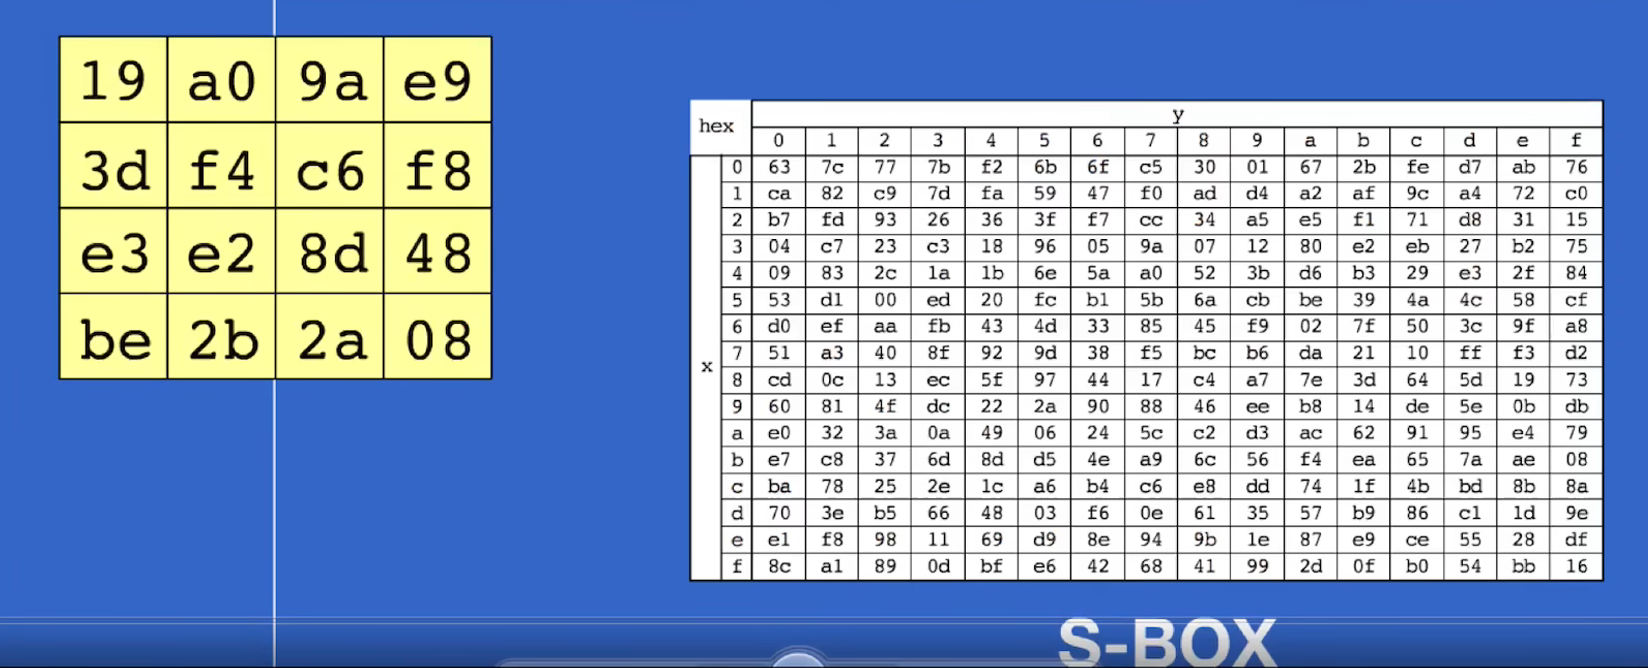 19 a0 9a e9
3d f4 c6 f8
e3 e2 8d 48
be 2b 2a 08
hex y
0 1 2 3 4 5 6 7 8 9 a b c d e f
x
0 63 7c 77 7b f2 6b 6f c5 30 01 67 2b fe d7 ab 76
1 ca 82 c9 7d fa 59 47 f0 ad d4 a2 af 9c a4 72 c0
2 b7 fd 93 26 36 3f f7 cc 34 a5 e5 f1 71 d8 31 15
3 04 c7 23 c3 18 96 05 9a 07 12 80 e2 eb 27 b2 75
4 09 83 2c 1a 1b 6e 5a a0 52 3b d6 b3 29 e3 2f 84
5 53 d1 00 ed 20 fc b1 5b 6a cb be 39 4a 4c 58 cf
6 d0 ef aa fb 43 4d 33 85 45 f9 02 7f 50 3c 9f a8
7 51 a3 40 8f 92 9d 38 f5 bc b6 da 21 10 ff f3 d2
8 cd 0c 13 ec 5f 97 44 17 c4 a7 7e 3d 64 5d 19 73
9 60 81 4f dc 22 2a 90 88 46 ee b8 14 de 5e 0b db
a e0 32 3a 0a 49 06 24 5c c2 d3 ac 62 91 95 e4 79
b e7 c8 37 6d 8d d5 4e a9 6c 56 f4 ea 65 7a ae 08
c ba 78 25 2e 1c a6 b4 c6 e8 dd 74 1f 4b bd 8b 8a
d 70 3e b5 66 48 03 f6 0e 61 35 57 b9 86 c1 1d 9e
e e1 f8 98 11 69 d9 8e 94 9b 1e 87 e9 ce 55 28 df
f 8c a1 89 0d bf e6 42 68 41 99 2d 0f b0 54 bb 16
S-BOX